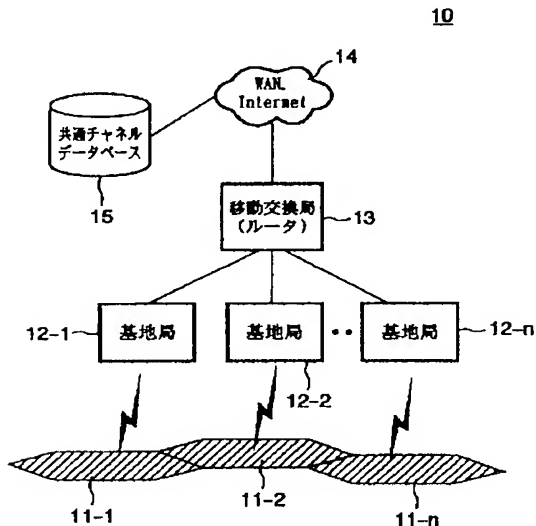 10
14
WAN,
Internet
共通チャネル
データベース
15
移動交換局
(ルータ)
13
12-1
基地局
基地局
基地局
12-n
12-2
11-1
11-2
11-n